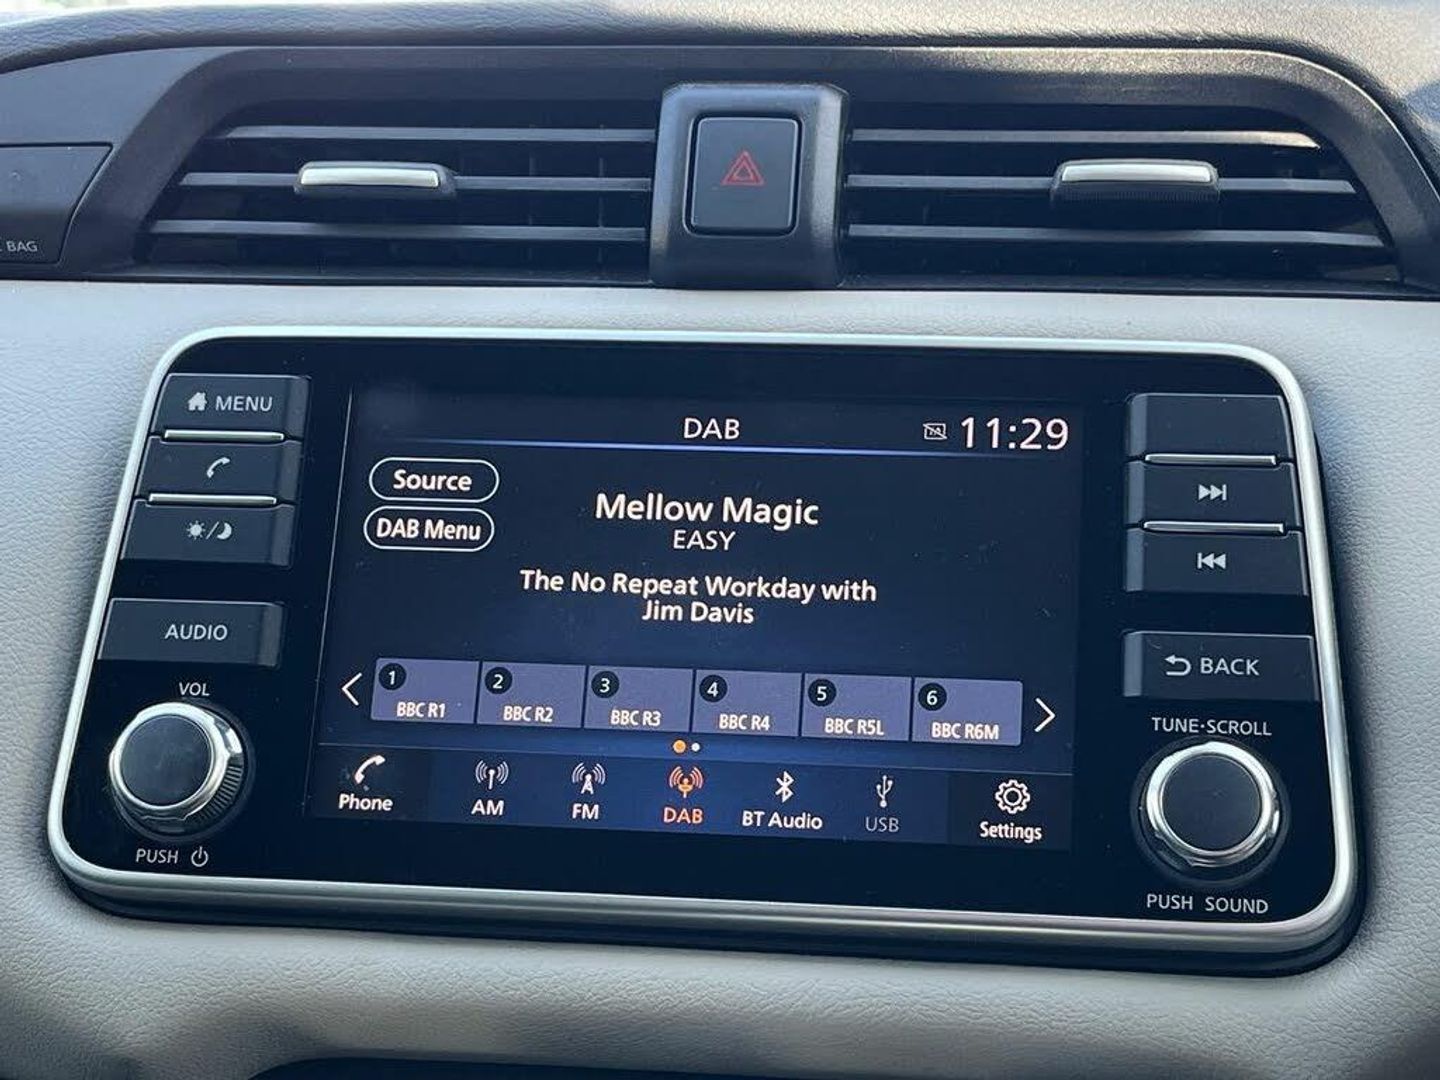 BAG
MENU
AUDIO
VOL
PUSH
DAB
TA
11:29
Source
DAB Menu
Mellow Magic
EASY
The No Repeat Workday with
Jim Davis
1
BBC R1
2
BBC R2
3
BBC R3
4
BBC R4
5
BBC R5L
6
BBC R6M
Phone
AM
FM
DAB
BT Audio
USB
Settings
BACK
TUNE·SCROLL
PUSH SOUND